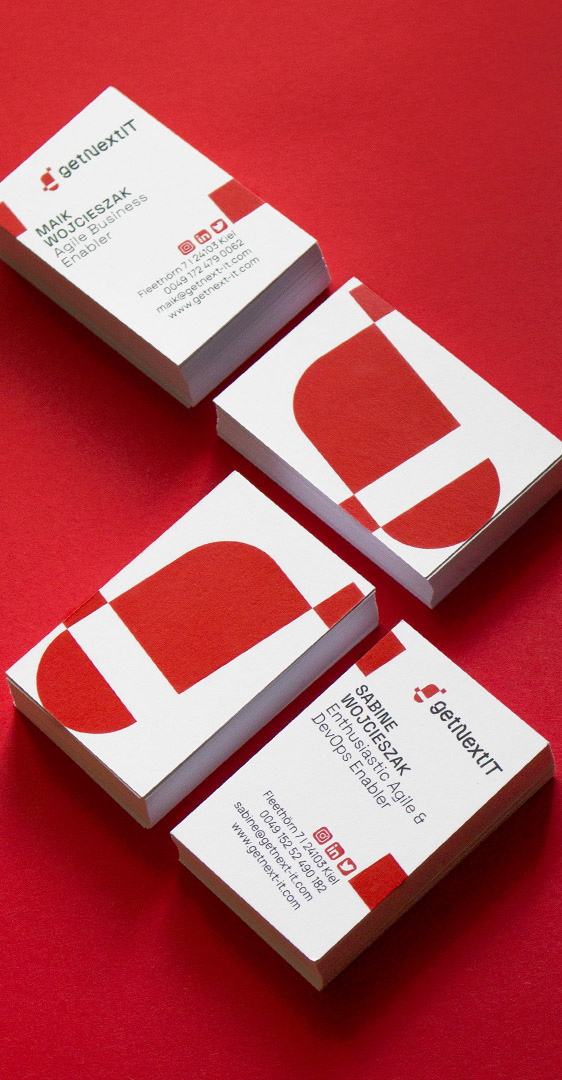 getNextIT
MAIK
WOJCIESZAK
Agile Business
Enabler
Fleethörn 7 | 24103 Kiel
0049 172 479 0062
maik@getnext-it.com
www.getnext-it.com
getNextIT
SABINE
WOJCIESZAK
Enthusiastic Agile &
DevOps Enabler
Fleethörn 7 | 24103 Kiel
0049 152 52 490 182
sabine@getnext-it.com
www.getnext-it.com